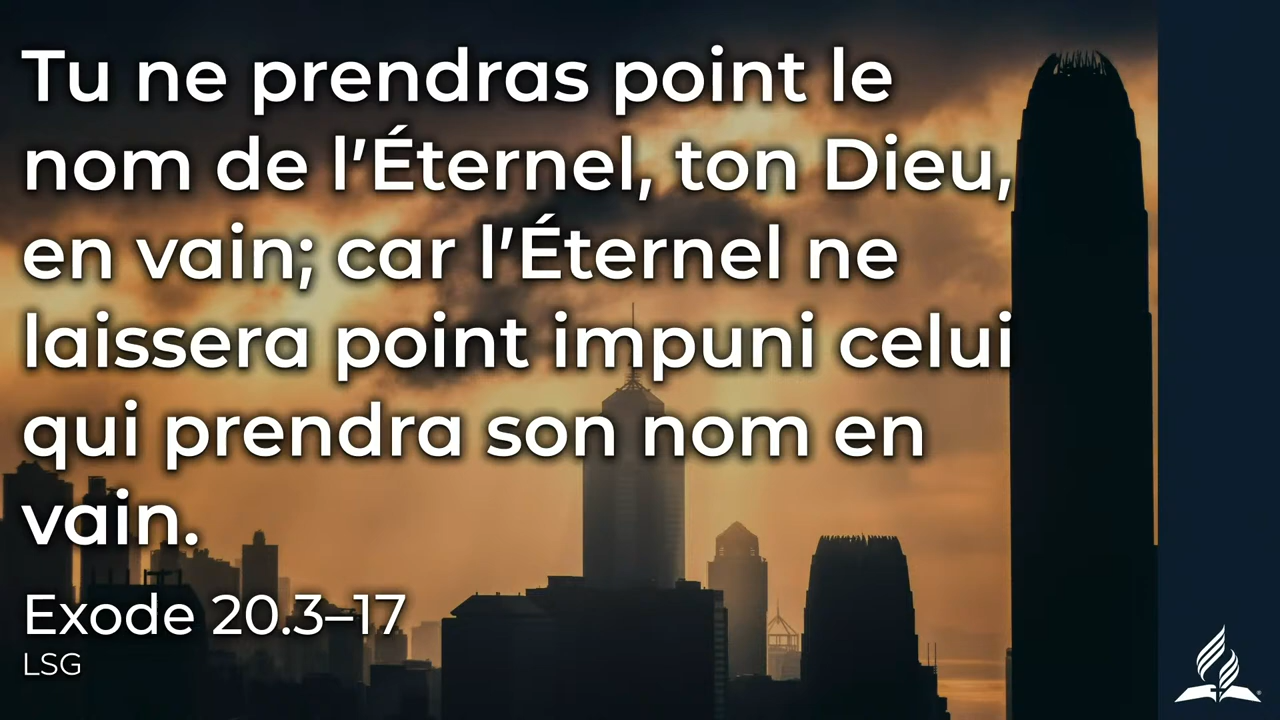 Tu ne prendras point le
nom de l’Éternel, ton Dieu,
en vain; car l’Éternel ne
laissera point impuni celui
qui prendra son nom en
vain.
Exode 20.3–17
LSG